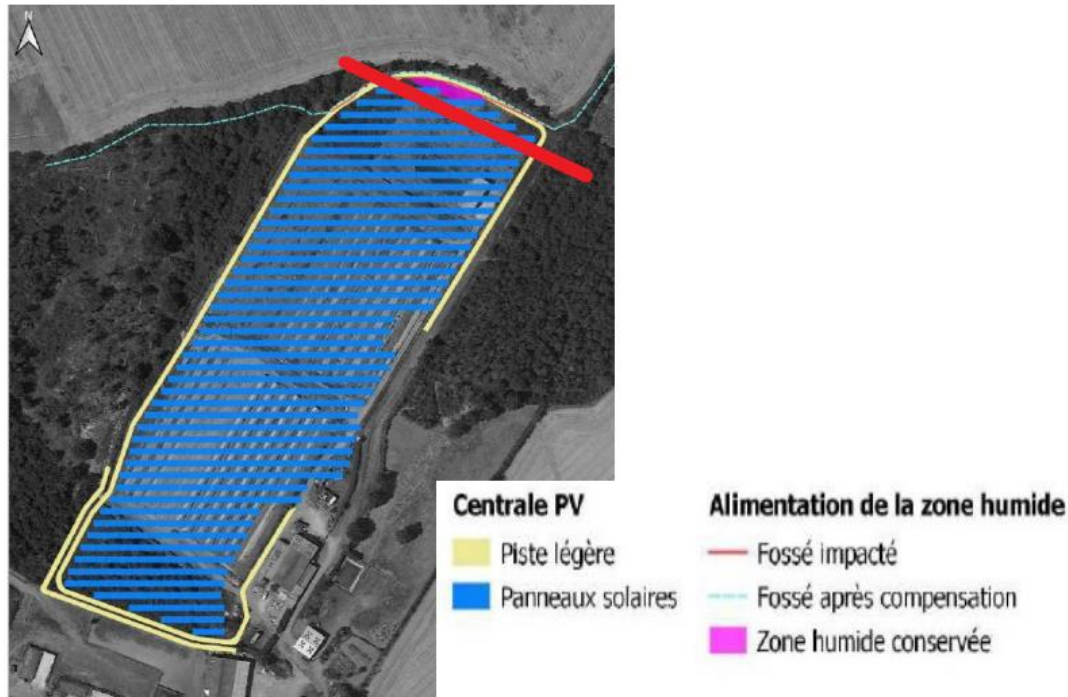 N
Centrale PV
Piste légère
Panneaux solaires
Alimentation de la zone humide
Fossé impacté
Fossé après compensation
Zone humide conservée